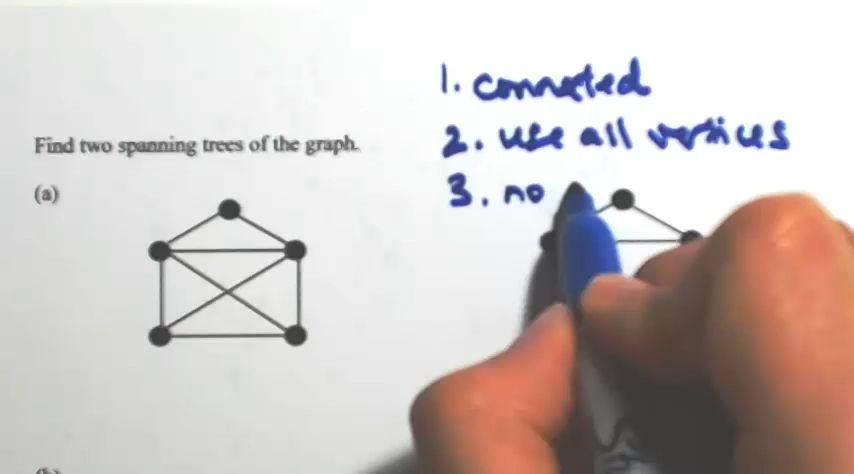 1. connected
2. use all vertices
3. no
Find two spanning trees of the graph.
(a)